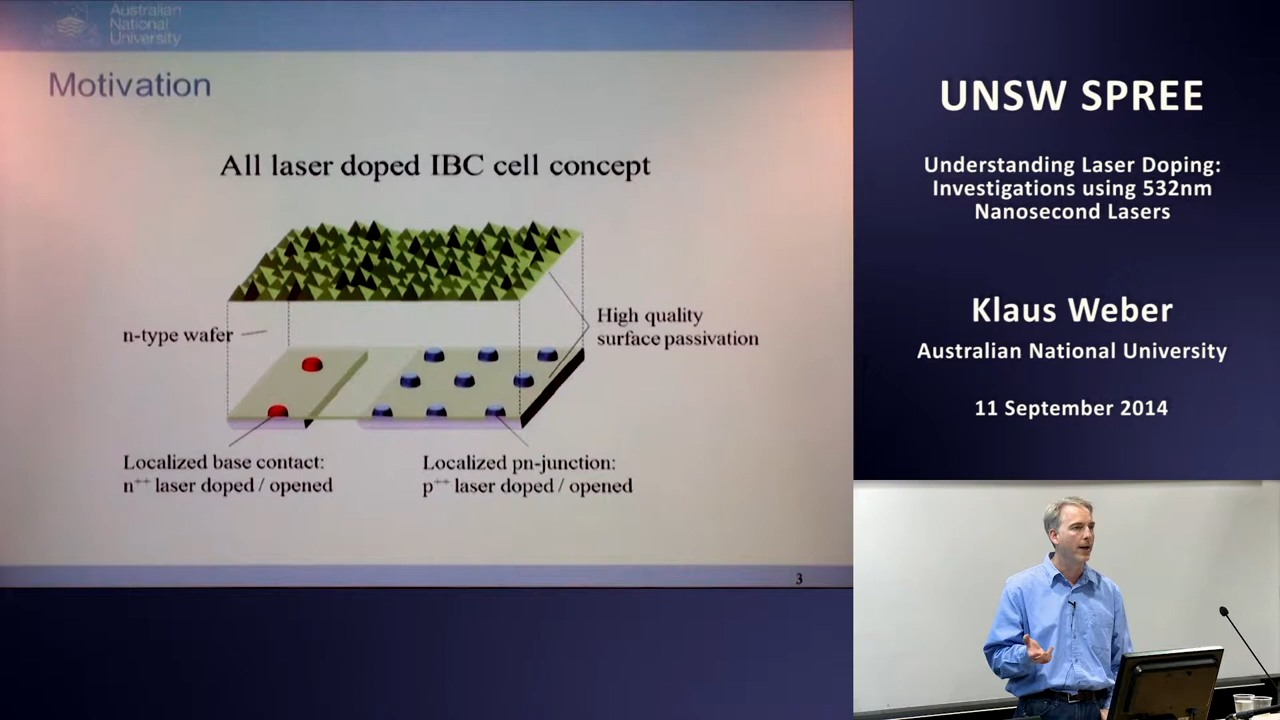 Australian
National
University
Motivation
All laser doped IBC cell concept
n-type wafer
High quality
surface passivation
Localized base contact:
n++ laser doped / opened
Localized pn-junction:
p++ laser doped / opened
3
UNSW SPREE
Understanding Laser Doping:
Investigations using 532nm
Nanosecond Lasers
Klaus Weber
Australian National University
11 September 2014